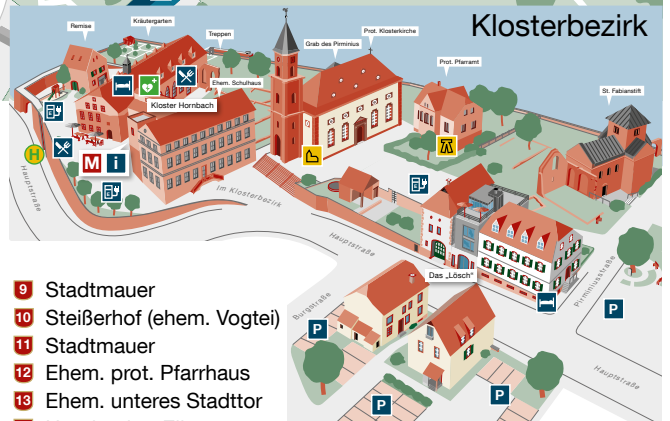 Klosterbezirk
Remise
Kräutergarten
Treppen
Grab des Pirminius
Prot. Klosterkirche
Prot. Pfarramt
St. Fabianstift
Ehem. Schulhaus
Kloster Hornbach
H
M i
Hauptstraße
Im Klosterbezirk
Hauptstraße
Das „Lösch“
Burgstraße
Pirminiusstraße
Hauptstraße
P
P
P
P
9 Stadtmauer
10 Steißerhof (ehem. Vogtei)
11 Stadtmauer
12 Ehem. prot. Pfarrhaus
13 Ehem. unteres Stadttor